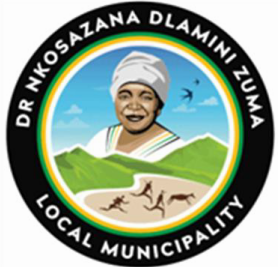 DR NKOSAZANA DLAMINI ZUMA
LOCAL MUNICIPALITY